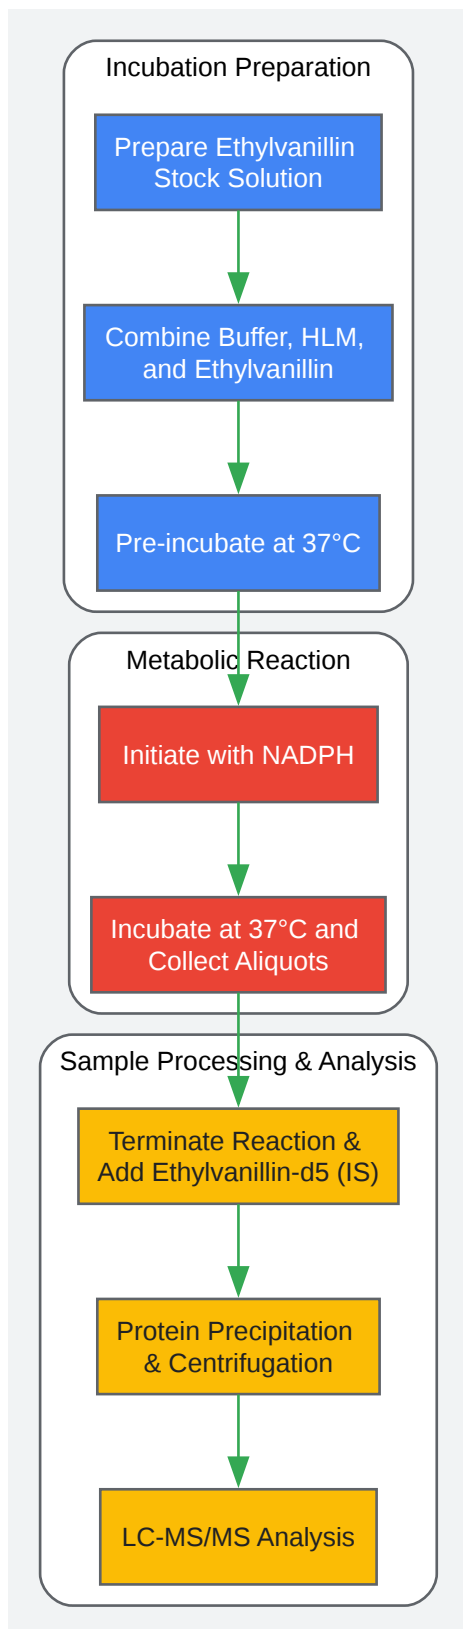 Incubation Preparation
Prepare Ethylvanillin
Stock Solution
Combine Buffer, HLM,
and Ethylvanillin
Pre-incubate at 37°C
Metabolic Reaction
Initiate with NADPH
Incubate at 37°C and
Collect Aliquots
Sample Processing & Analysis
Terminate Reaction &
Add Ethylvanillin-d5 (IS)
Protein Precipitation
& Centrifugation
LC-MS/MS Analysis